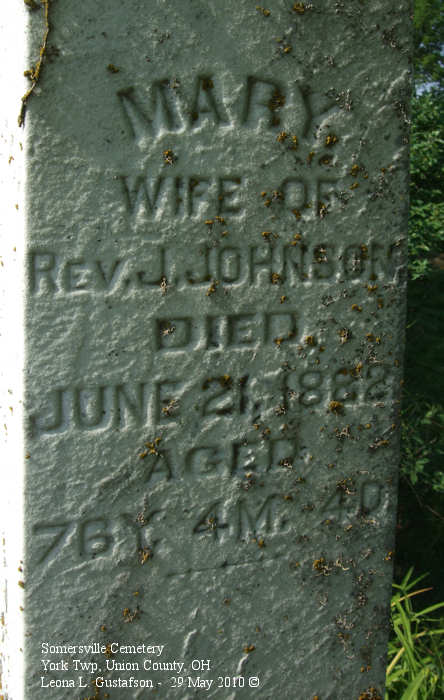 MARY,
WIFE OF
REV. J. JOHNSON
DIED
JUNE 21, 1882
AGED
76Y. 4M. 4D.
Somersville Cemetery
York Twp, Union County, OH
Leona L. Gustafson - 29 May 2010 ©